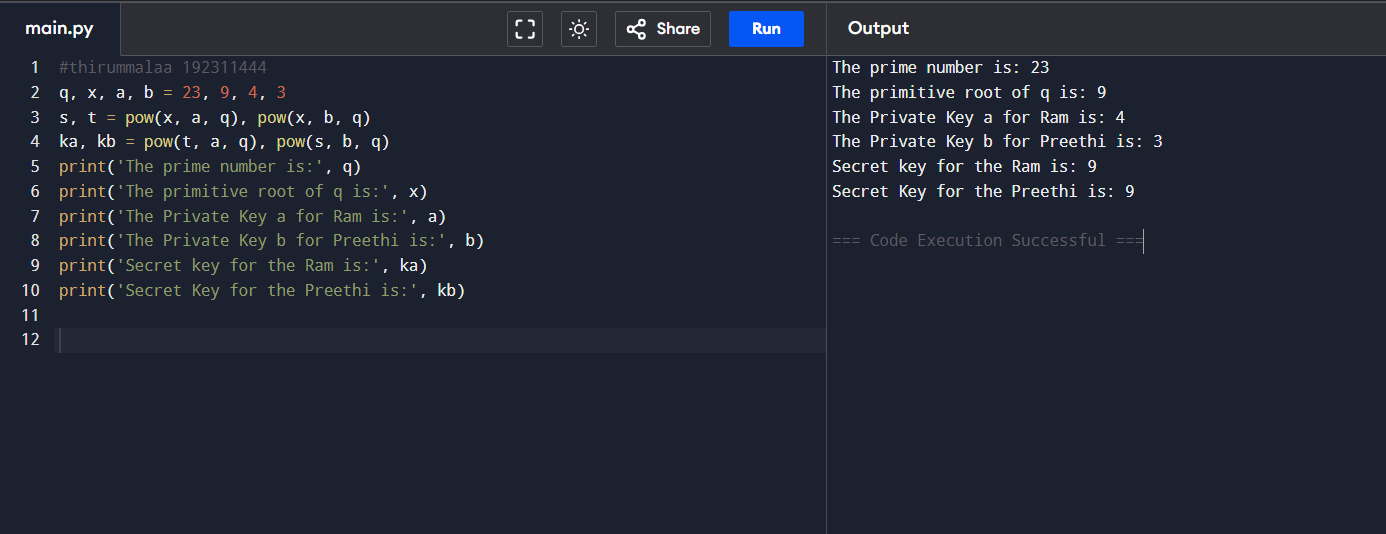 main.py
Share
Run
Output
1 #thirummalaa 192311444
2 q, x, a, b = 23, 9, 4, 3
3 s, t = pow(x, a, q), pow(x, b, q)
4 ka, kb = pow(t, a, q), pow(s, b, q)
5 print('The prime number is:', q)
6 print('The primitive root of q is:', x)
7 print('The Private Key a for Ram is:', a)
8 print('The Private Key b for Preethi is:', b)
9 print('Secret key for the Ram is:', ka)
10 print('Secret Key for the Preethi is:', kb)
11
12
The prime number is: 23
The primitive root of q is: 9
The Private Key a for Ram is: 4
The Private Key b for Preethi is: 3
Secret key for the Ram is: 9
Secret Key for the Preethi is: 9
=== Code Execution Successful ===